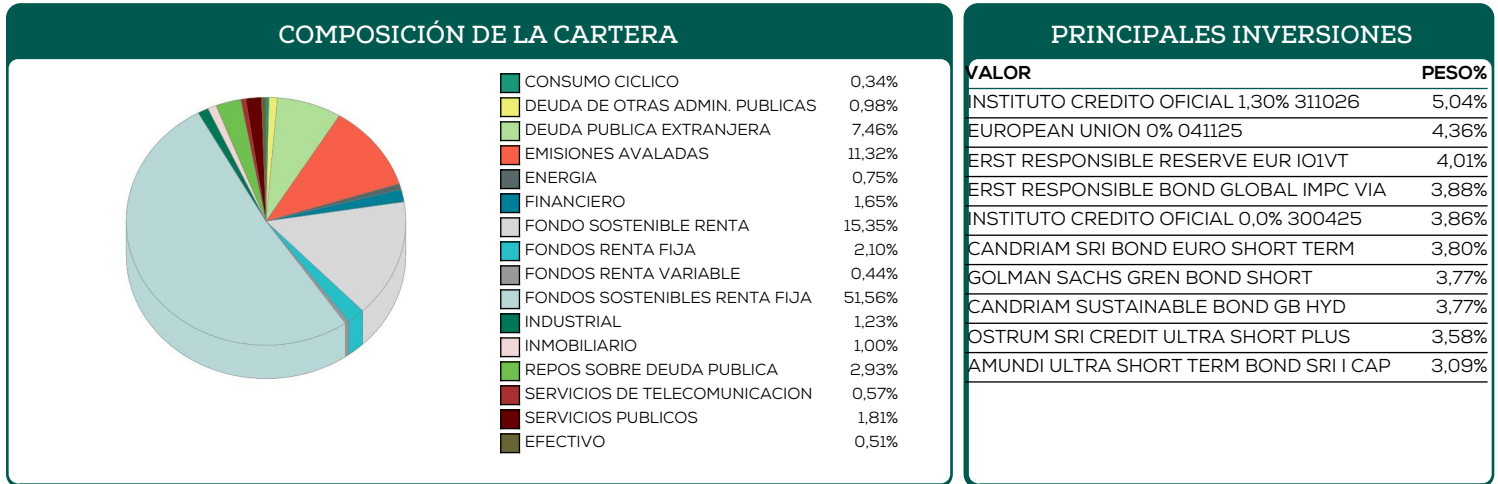 COMPOSICIÓN DE LA CARTERA
CONSUMO CICLICO 0,34%
DEUDA DE OTRAS ADMIN. PUBLICAS 0,98%
DEUDA PUBLICA EXTRANJERA 7,46%
EMISIONES AVALADAS 11,32%
ENERGIA 0,75%
FINANCIERO 1,65%
FONDO SOSTENIBLE RENTA 15,35%
FONDOS RENTA FIJA 2,10%
FONDOS RENTA VARIABLE 0,44%
FONDOS SOSTENIBLES RENTA FIJA 51,56%
INDUSTRIAL 1,23%
INMOBILIARIO 1,00%
REPOS SOBRE DEUDA PUBLICA 2,93%
SERVICIOS DE TELECOMUNICACION 0,57%
SERVICIOS PUBLICOS 1,81%
EFECTIVO 0,51%
PRINCIPALES INVERSIONES
VALOR PESO%
INSTITUTO CREDITO OFICIAL 1,30% 311026 5,04%
EUROPEAN UNION 0% 041125 4,36%
ERST RESPONSIBLE RESERVE EUR IO1VT 4,01%
ERST RESPONSIBLE BOND GLOBAL IMPC VIA 3,88%
INSTITUTO CREDITO OFICIAL 0,0% 300425 3,86%
CANDRIAM SRI BOND EURO SHORT TERM 3,80%
GOLMAN SACHS GREN BOND SHORT 3,77%
CANDRIAM SUSTAINABLE BOND GB HYD 3,77%
OSTRUM SRI CREDIT ULTRA SHORT PLUS 3,58%
AMUNDI ULTRA SHORT TERM BOND SRI I CAP 3,09%